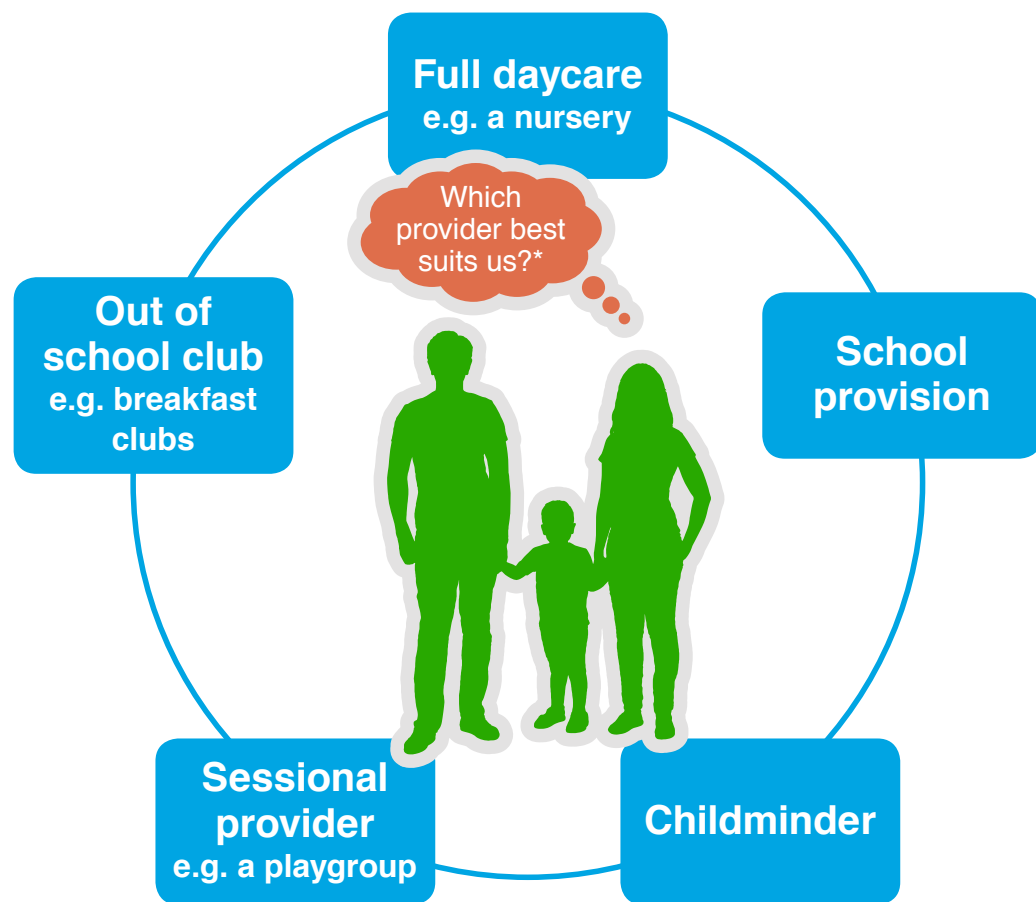 Full daycare
e.g. a nursery
Which
provider best
suits us?*
Out of
school club
e.g. breakfast
clubs
School
provision
Sessional
provider
e.g. a playgroup
Childminder